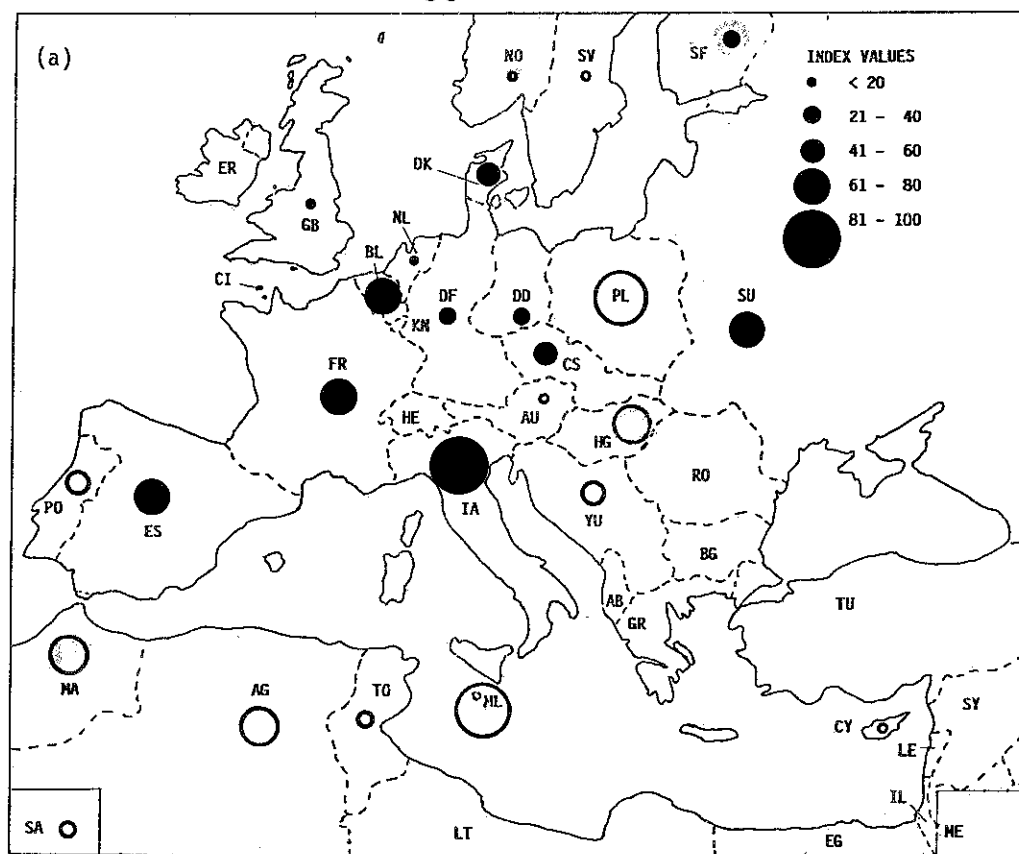 (a)
NO
SV
SF
INDEX VALUES
< 20
21 - 40
41 - 60
61 - 80
81 - 100
ER
DK
GB
NL
BL
CI
DF
DD
PL
SU
KN
CS
FR
HE
AU
HG
RO
PO
ES
IA
YU
BG
AB
GR
TU
MA
AG
TO
ML
CY
SY
LE
IL
SA
LT
EG
ME